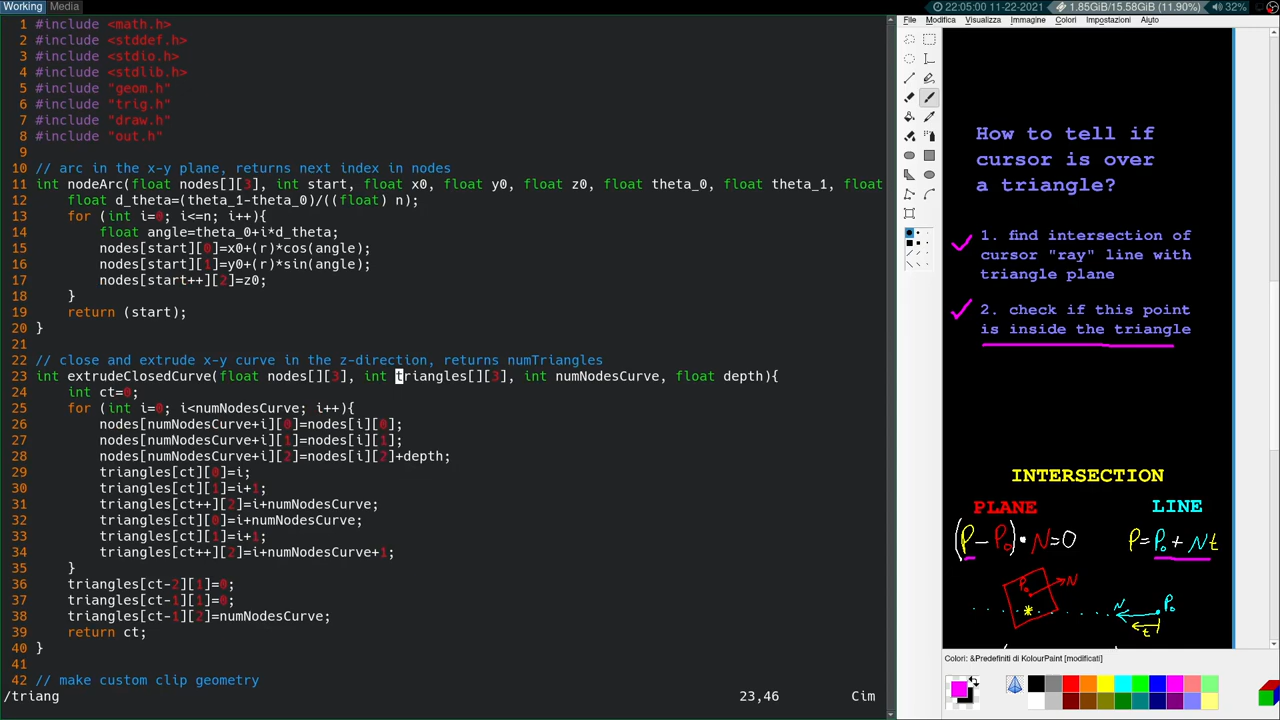 Working Media
22:05:00 11-22-2021 1.85GiB/15.58GiB (11.90%) 32%
1 #include <math.h>
2 #include <stddef.h>
3 #include <stdio.h>
4 #include <stdlib.h>
5 #include "geom.h"
6 #include "trig.h"
7 #include "draw.h"
8 #include "out.h"
9
10 // arc in the x-y plane, returns next index in nodes
11 int nodeArc(float nodes[][3], int start, float x0, float y0, float z0, float theta_0, float theta_1, float
12 float d_theta=(theta_1-theta_0)/((float) n);
13 for (int i=0; i<=n; i++){
14 float angle=theta_0+i*d_theta;
15 nodes[start][0]=x0+(r)*cos(angle);
16 nodes[start][1]=y0+(r)*sin(angle);
17 nodes[start++][2]=z0;
18 }
19 return (start);
20 }
21
22 // close and extrude x-y curve in the z-direction, returns numTriangles
23 int extrudeClosedCurve(float nodes[][3], int triangles[][3], int numNodesCurve, float depth){
24 int ct=0;
25 for (int i=0; i<numNodesCurve; i++){
26 nodes[numNodesCurve+i][0]=nodes[i][0];
27 nodes[numNodesCurve+i][1]=nodes[i][1];
28 nodes[numNodesCurve+i][2]=nodes[i][2]+depth;
29 triangles[ct][0]=i;
30 triangles[ct][1]=i+1;
31 triangles[ct++][2]=i+numNodesCurve;
32 triangles[ct][0]=i+numNodesCurve;
33 triangles[ct][1]=i+1;
34 triangles[ct++][2]=i+numNodesCurve+1;
35 }
36 triangles[ct-2][1]=0;
37 triangles[ct-1][1]=0;
38 triangles[ct-1][2]=numNodesCurve;
39 return ct;
40 }
41
42 // make custom clip geometry
/triang 23,46 Cim
File Modifica Visualizza Immagine Colori Impostazioni Aiuto
How to tell if
cursor is over
a triangle?
1. find intersection of
cursor "ray" line with
triangle plane
2. check if this point
is inside the triangle
INTERSECTION
PLANE LINE
(P-P₀)•N=0 P=P₀+Nt
P₀ N N P₀
t
Colori: &Predefiniti di KolourPaint [modificati]